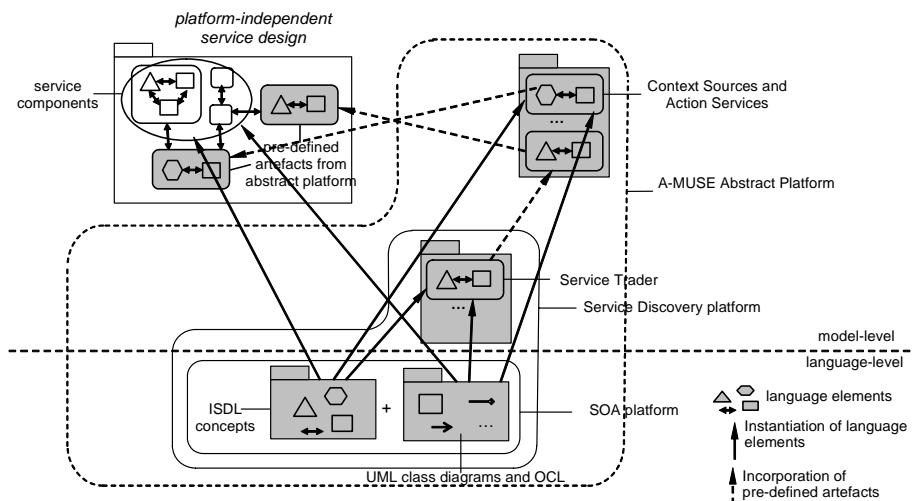 platform-independent
service design
service
components
pre-defined
artefacts from
abstract platform
...
Context Sources and
Action Services
A-MUSE Abstract Platform
Service Trader
...
Service Discovery platform
model-level
language-level
ISDL
concepts
+
...
SOA platform
UML class diagrams and OCL
language elements
Instantiation of language
elements
Incorporation of
pre-defined artefacts